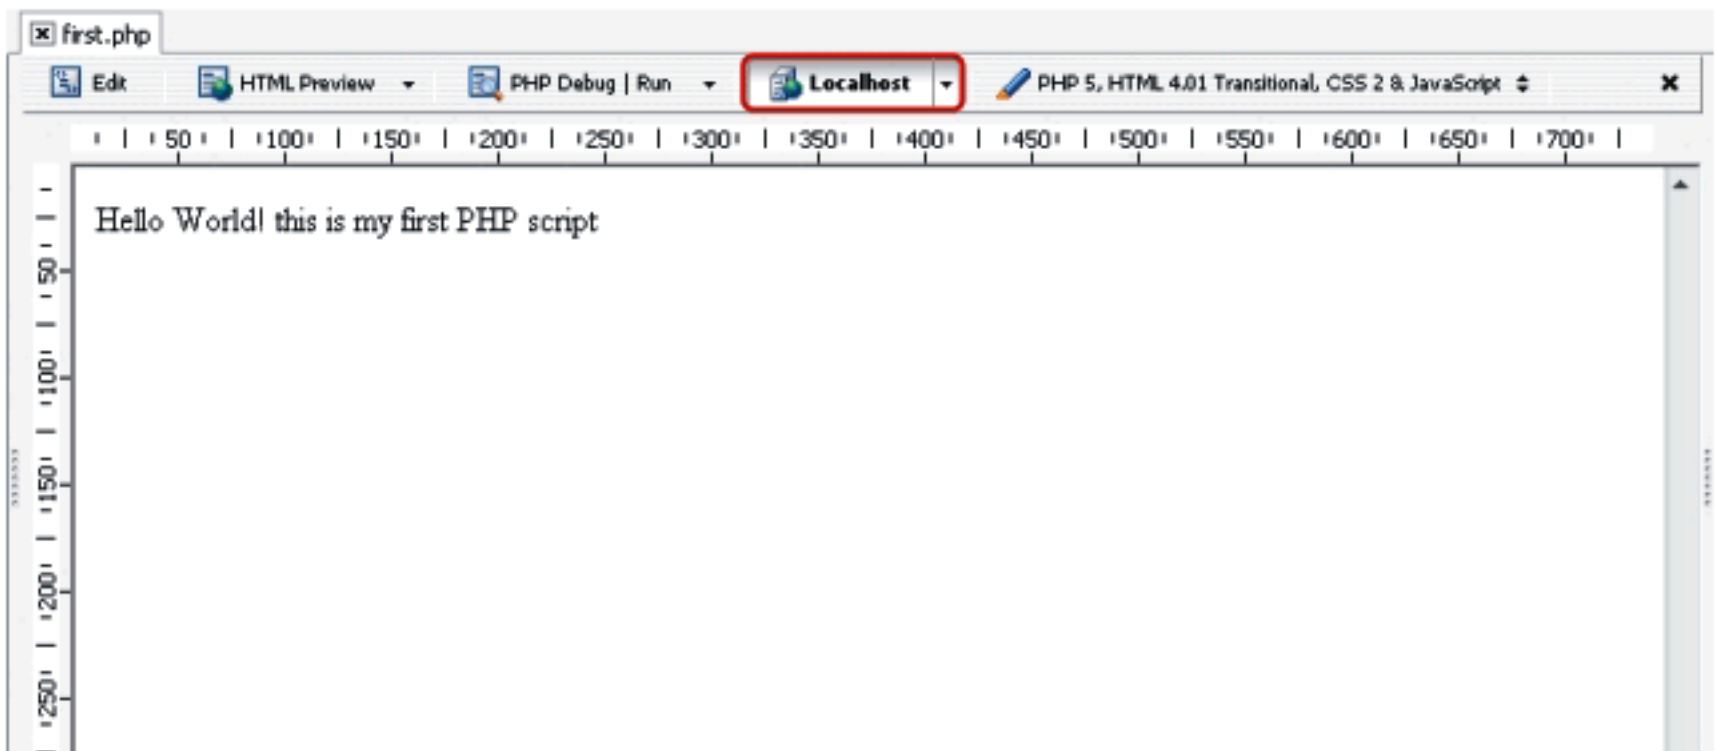 first.php
Edit HTML Preview PHP Debug | Run Localhost PHP 5, HTML 4.01 Transitional, CSS 2 & JavaScript
50 100 150 200 250 300 350 400 450 500 550 600 650 700
Hello World! this is my first PHP script
50
100
150
200
250